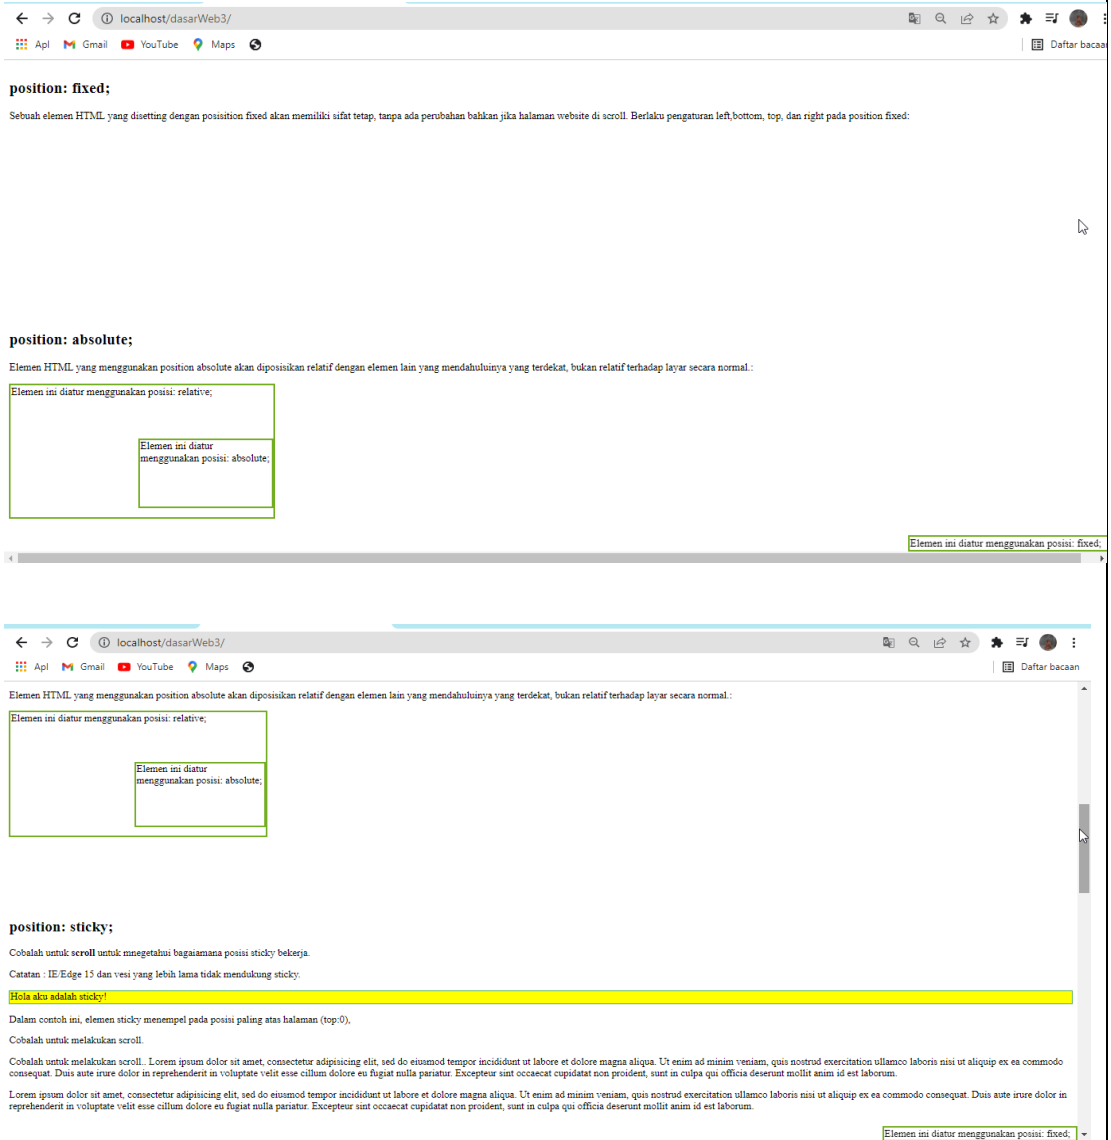 localhost/dasarWeb3/
Apl Gmail YouTube Maps Daftar bacaan
position: fixed;
Sebuah elemen HTML yang disetting dengan posisition fixed akan memiliki sifat tetap, tanpa ada perubahan bahkan jika halaman website di scroll. Berlaku pengaturan left,bottom, top, dan right pada position fixed:
position: absolute;
Elemen HTML yang menggunakan position absolute akan diposisikan relatif dengan elemen lain yang mendahuluinya yang terdekat, bukan relatif terhadap layar secara normal.:
Elemen ini diatur menggunakan posisi: relative;
Elemen ini diatur
menggunakan posisi: absolute;
Elemen ini diatur menggunakan posisi: fixed;
localhost/dasarWeb3/
Apl Gmail YouTube Maps Daftar bacaan
Elemen HTML yang menggunakan position absolute akan diposisikan relatif dengan elemen lain yang mendahuluinya yang terdekat, bukan relatif terhadap layar secara normal.:
Elemen ini diatur menggunakan posisi: relative;
Elemen ini diatur
menggunakan posisi: absolute;
position: sticky;
Cobalah untuk scroll untuk mnegetahui bagaiamana posisi sticky bekerja.
Catatan : IE/Edge 15 dan vesi yang lebih lama tidak mendukung sticky.
Hola aku adalah sticky!
Dalam contoh ini, elemen sticky menempel pada posisi paling atas halaman (top:0),
Cobalah untuk melakukan scroll.
Cobalah untuk melakukan scroll.. Lorem ipsum dolor sit amet, consectetur adipisicing elit, sed do eiusmod tempor incididunt ut labore et dolore magna aliqua. Ut enim ad minim veniam, quis nostrud exercitation ullamco laboris nisi ut aliquip ex ea commodo
consequat. Duis aute irure dolor in reprehenderit in voluptate velit esse cillum dolore eu fugiat nulla pariatur. Excepteur sint occaecat cupidatat non proident, sunt in culpa qui officia deserunt mollit anim id est laborum.
Lorem ipsum dolor sit amet, consectetur adipisicing elit, sed do eiusmod tempor incididunt ut labore et dolore magna aliqua. Ut enim ad minim veniam, quis nostrud exercitation ullamco laboris nisi ut aliquip ex ea commodo consequat. Duis aute irure dolor in
reprehenderit in voluptate velit esse cillum dolore eu fugiat nulla pariatur. Excepteur sint occaecat cupidatat non proident, sunt in culpa qui officia deserunt mollit anim id est laborum.
Elemen ini diatur menggunakan posisi: fixed;